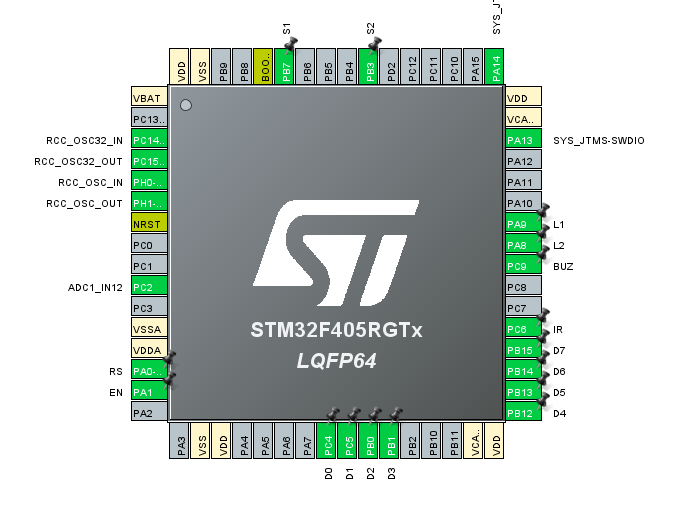 S1
S2
SYS_JT
VDD
VSS
PB9
PB8
BOO..
PB7
PB6
PB5
PB4
PB3
PD2
PC12
PC11
PC10
PA15
PA14
VBAT
PC13..
RCC_OSC32_IN PC14..
RCC_OSC32_OUT PC15..
RCC_OSC_IN PH0-..
RCC_OSC_OUT PH1-..
NRST
PC0
PC1
ADC1_IN12 PC2
PC3
VSSA
VDDA
RS PA0-..
EN PA1
PA2
STM32F405RGTx
LQFP64
VDD
VCA..
PA13 SYS_JTMS-SWDIO
PA12
PA11
PA10
PA9 L1
PA8 L2
PC9 BUZ
PC8
PC7
PC6 IR
PB15 D7
PB14 D6
PB13 D5
PB12 D4
PA3
VSS
VDD
PA4
PA5
PA6
PA7
PC4
PC5
PB0
PB1
PB2
PB10
PB11
VCA..
VDD
D0
D1
D2
D3